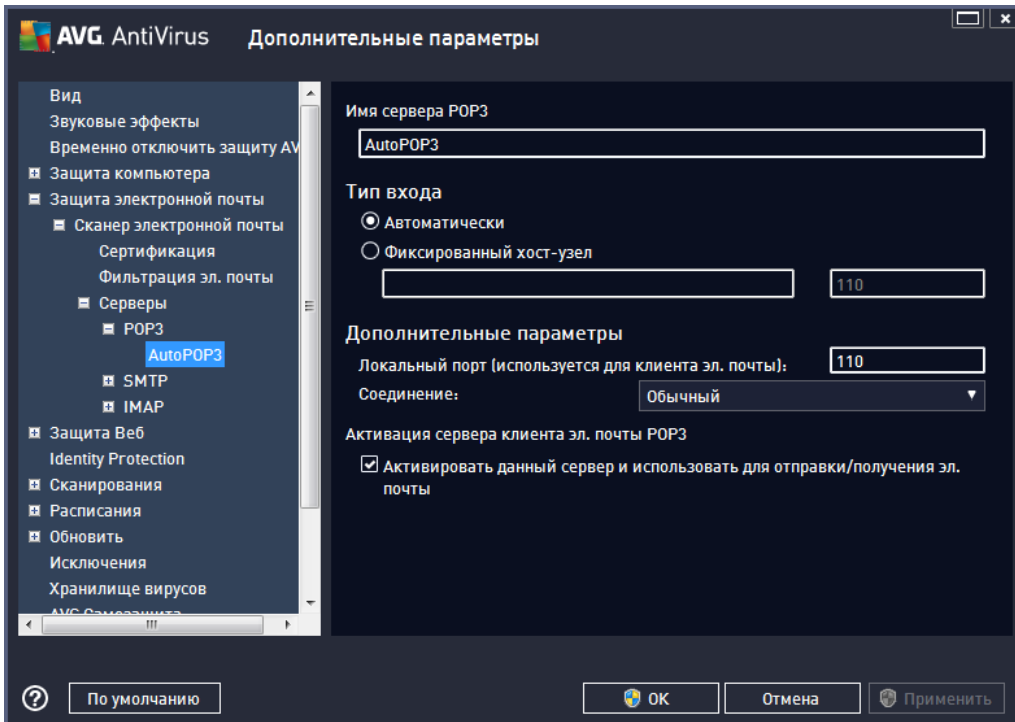 AVG AntiVirus
Дополнительные параметры
Вид
Звуковые эффекты
Временно отключить защиту AV
Защита компьютера
Защита электронной почты
Сканер электронной почты
Сертификация
Фильтрация эл. почты
Серверы
POP3
AutoPOP3
SMTP
IMAP
Защита Веб
Identity Protection
Сканирования
Расписания
Обновить
Исключения
Хранилище вирусов
AVG Самозащита
Имя сервера POP3
AutoPOP3
Тип входа
Автоматически
Фиксированный хост-узел
110
Дополнительные параметры
Локальный порт (используется для клиента эл. почты):
110
Соединение:
Обычный
Активация сервера клиента эл. почты POP3
Активировать данный сервер и использовать для отправки/получения эл.
почты
?
По умолчанию
OK
Отмена
Применить